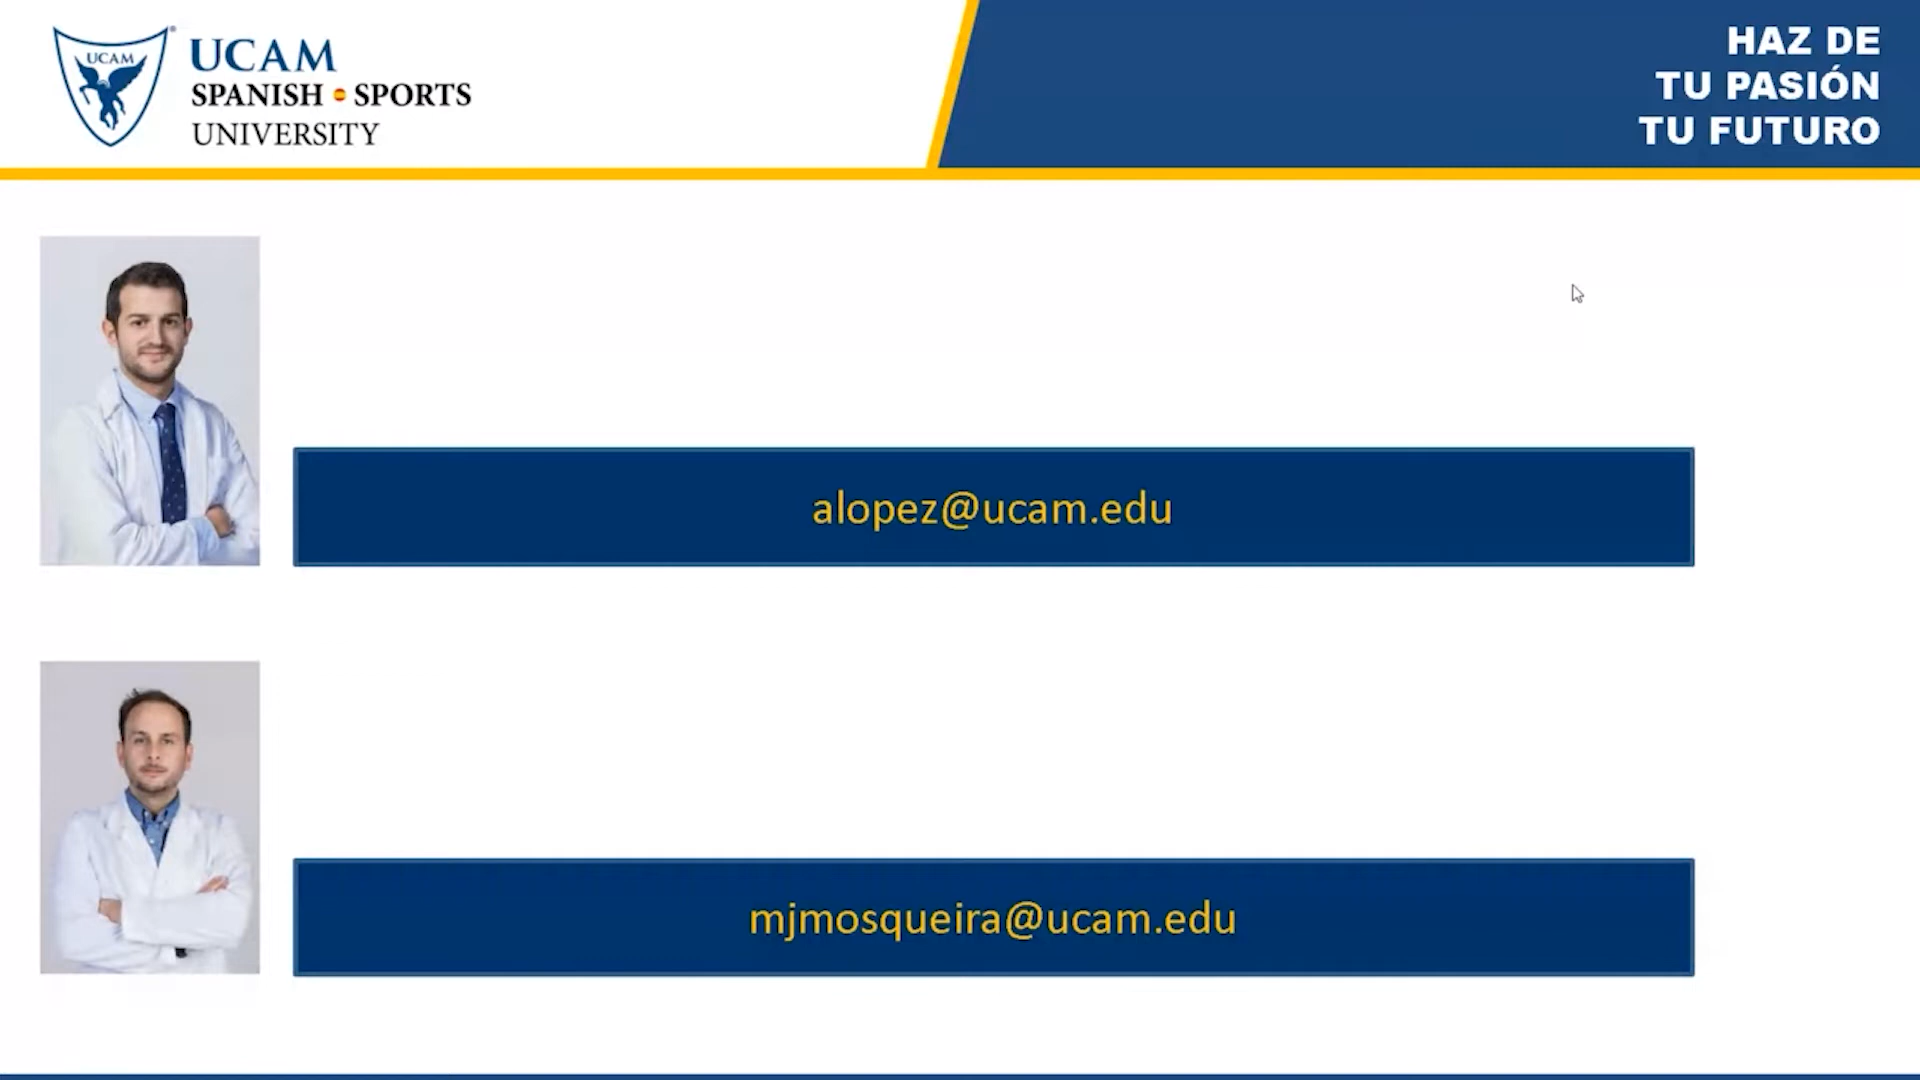 UCAM
UCAM
SPANISH SPORTS
UNIVERSITY
HAZ DE
TU PASIÓN
TU FUTURO
alopez@ucam.edu
mjmosqueira@ucam.edu